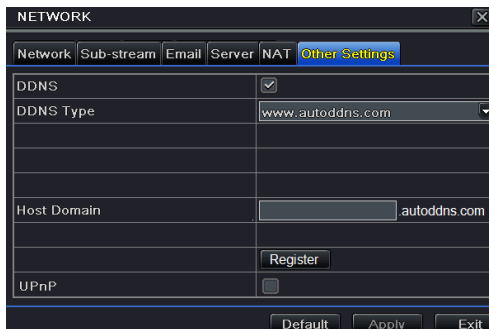 NETWORK
Network Sub-stream Email Server NAT Other Settings
DDNS
DDNS Type www.autoddns.com
Host Domain .autoddns.com
Register
UPnP
Default Apply Exit